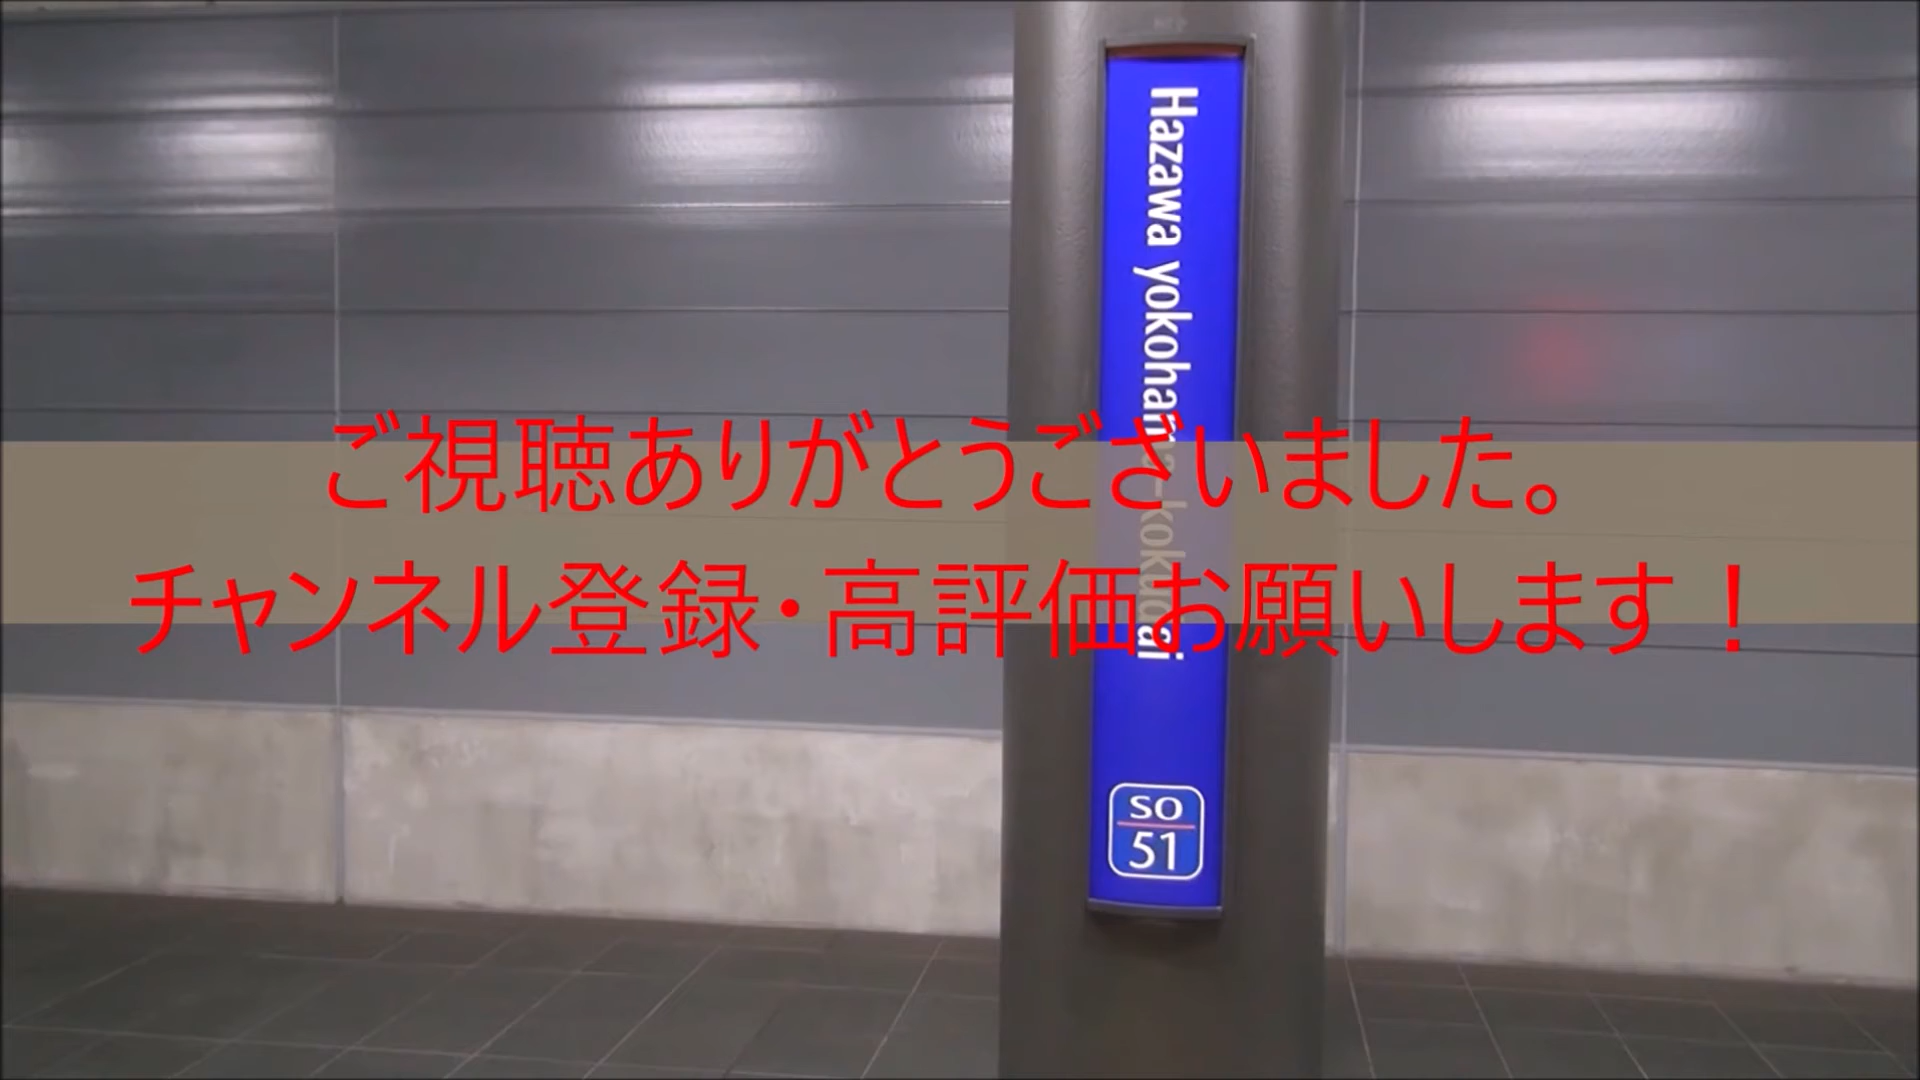 Hazawa yokohama-kokudai
ご視聴ありがとうございました。
チャンネル登録・高評価お願いします！
SO
51